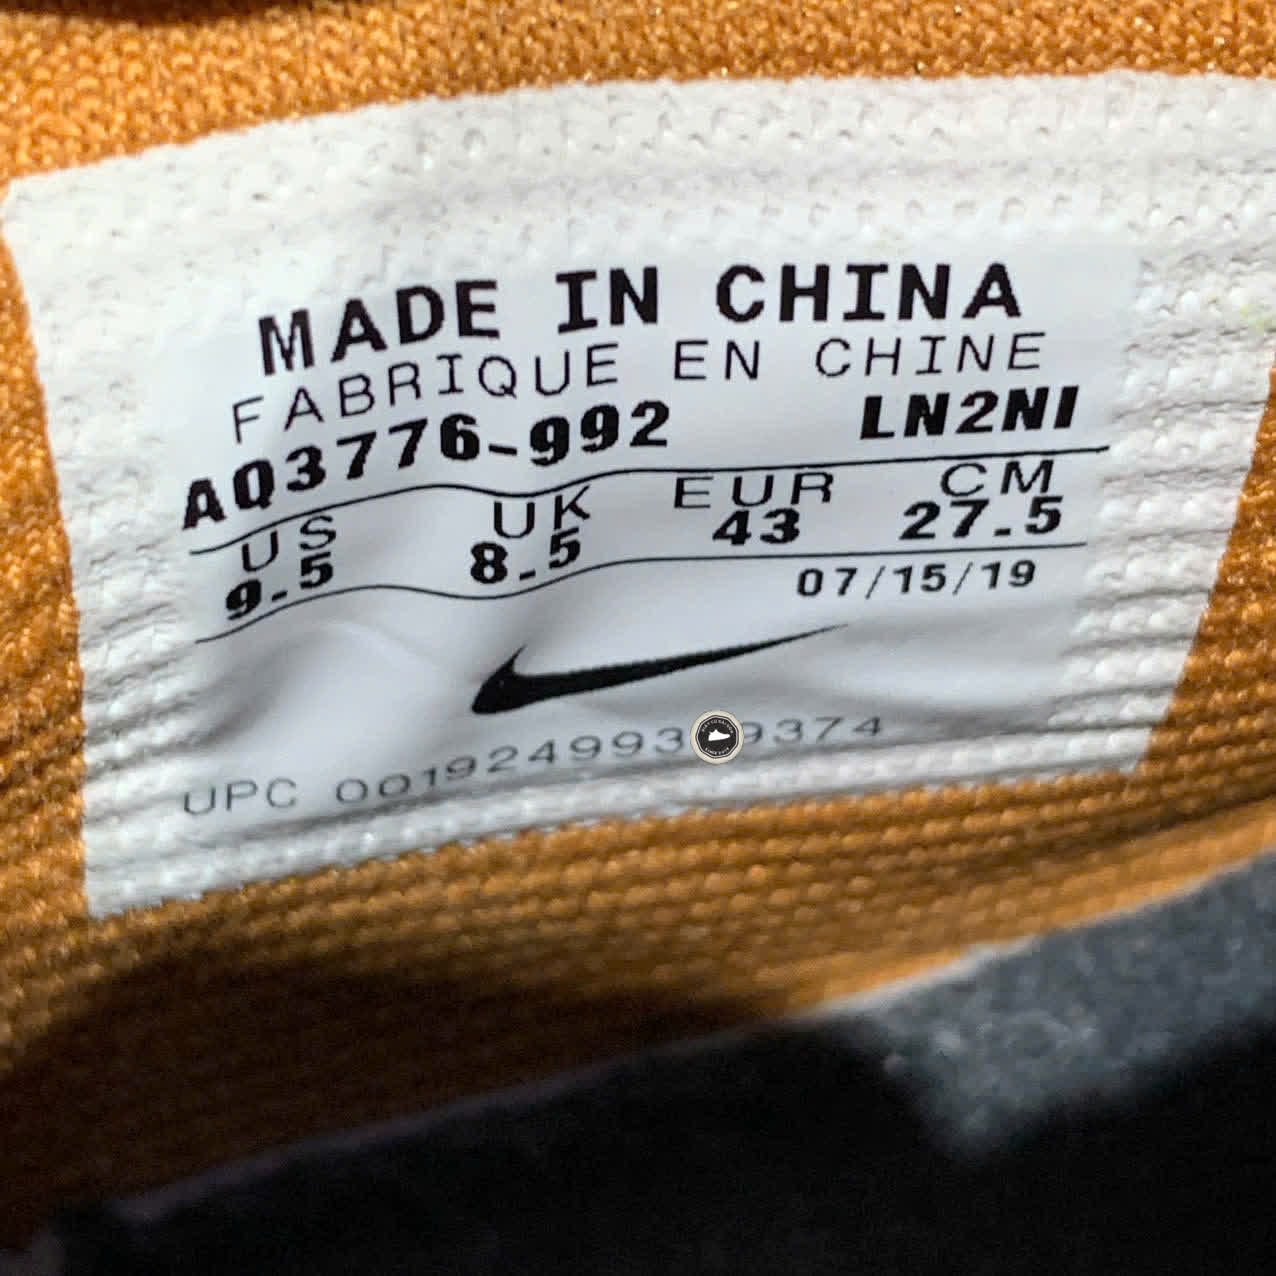 MADE IN CHINA
FABRIQUE EN CHINE
AQ3776-992 LN2NI
US UK EUR CM
9.5 8.5 43 27.5
07/15/19
UPC